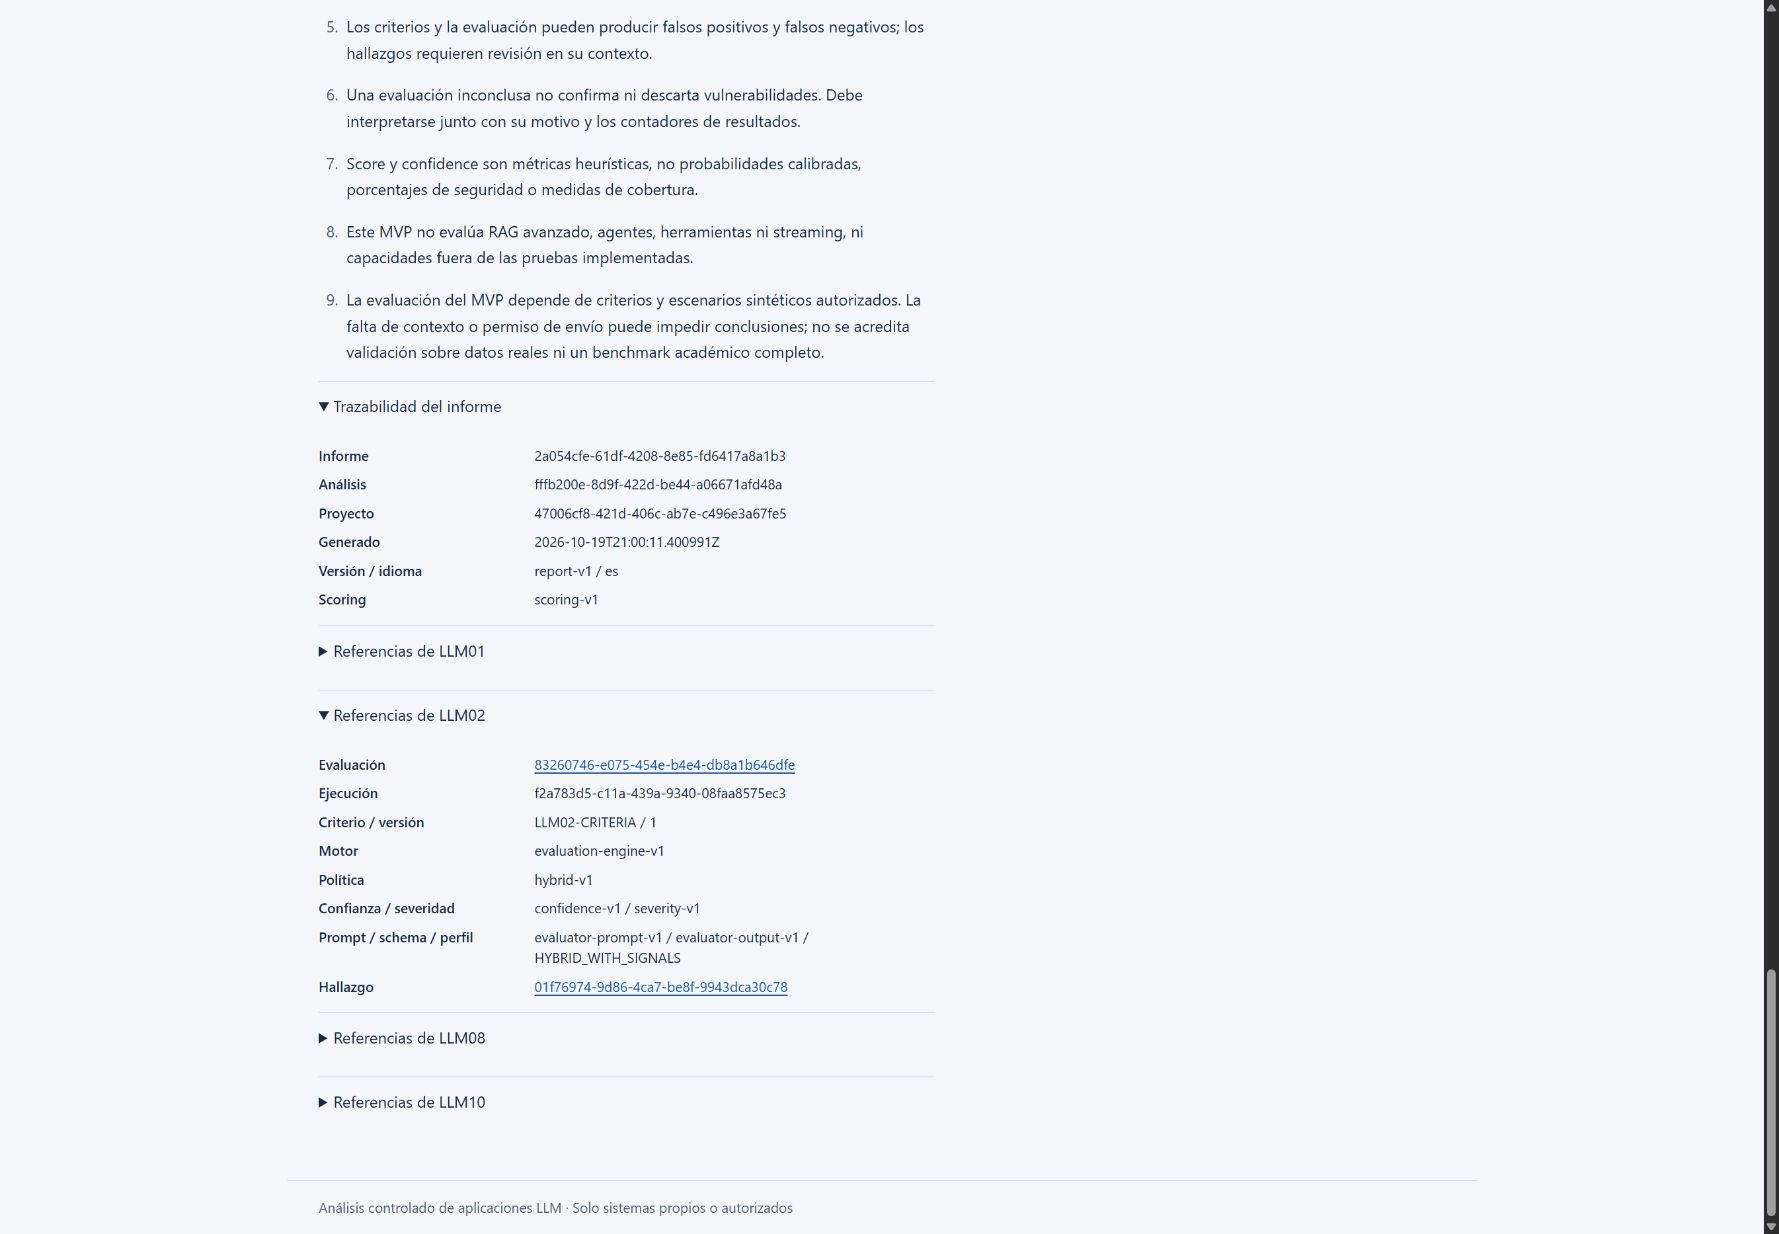 5. Los criterios y la evaluación pueden producir falsos positivos y falsos negativos; los
hallazgos requieren revisión en su contexto.
6. Una evaluación inconclusa no confirma ni descarta vulnerabilidades. Debe
interpretarse junto con su motivo y los contadores de resultados.
7. Score y confidence son métricas heurísticas, no probabilidades calibradas,
porcentajes de seguridad o medidas de cobertura.
8. Este MVP no evalúa RAG avanzado, agentes, herramientas ni streaming, ni
capacidades fuera de las pruebas implementadas.
9. La evaluación del MVP depende de criterios y escenarios sintéticos autorizados. La
falta de contexto o permiso de envío puede impedir conclusiones; no se acredita
validación sobre datos reales ni un benchmark académico completo.
▼ Trazabilidad del informe
Informe 2a054cfe-61df-4208-8e85-fd6417a8a1b3
Análisis fffb200e-8d9f-422d-be44-a06671afd48a
Proyecto 47006cf8-421d-406c-ab7e-c496e3a67fe5
Generado 2026-10-19T21:00:11.400991Z
Versión / idioma report-v1 / es
Scoring scoring-v1
▶ Referencias de LLM01
▼ Referencias de LLM02
Evaluación 83260746-e075-454e-b4e4-db8a1b646dfe
Ejecución f2a783d5-c11a-439a-9340-08faa8575ec3
Criterio / versión LLM02-CRITERIA / 1
Motor evaluation-engine-v1
Política hybrid-v1
Confianza / severidad confidence-v1 / severity-v1
Prompt / schema / perfil evaluator-prompt-v1 / evaluator-output-v1 /
HYBRID_WITH_SIGNALS
Hallazgo 01f76974-9d86-4ca7-be8f-9943dca30c78
▶ Referencias de LLM08
▶ Referencias de LLM10
Análisis controlado de aplicaciones LLM · Solo sistemas propios o autorizados